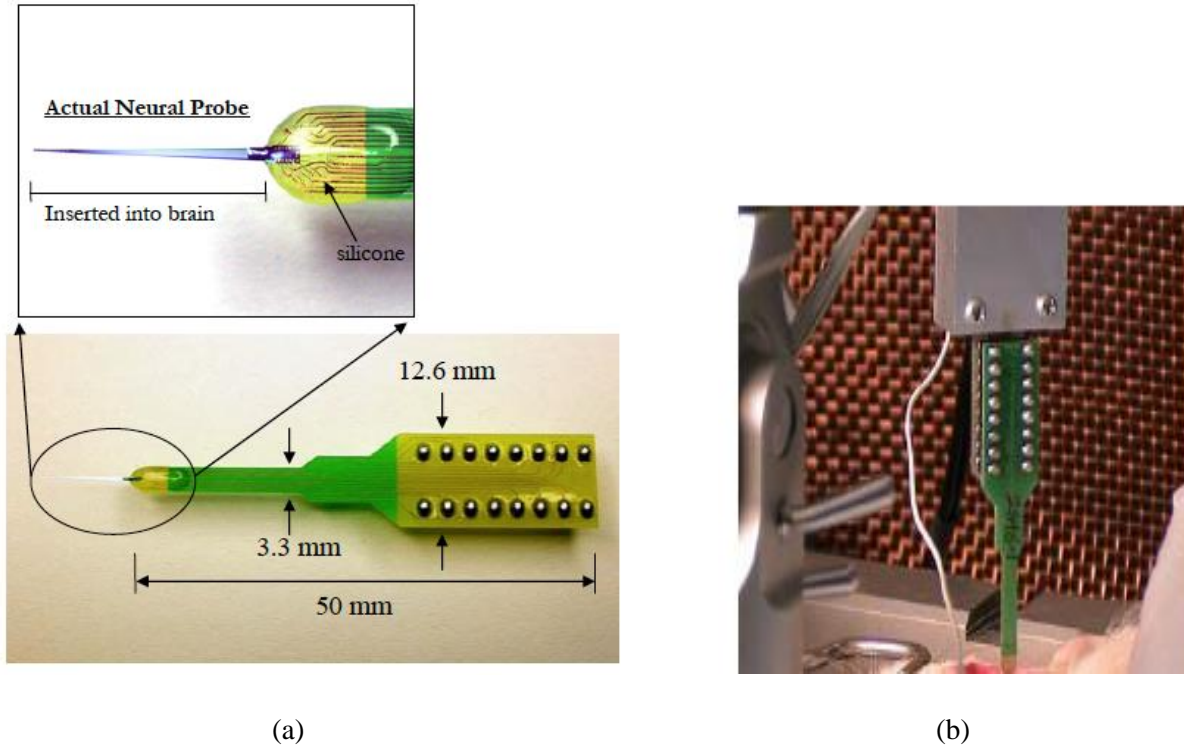 Actual Neural Probe
Inserted into brain
silicone
12.6 mm
3.3 mm
50 mm
(a)
(b)